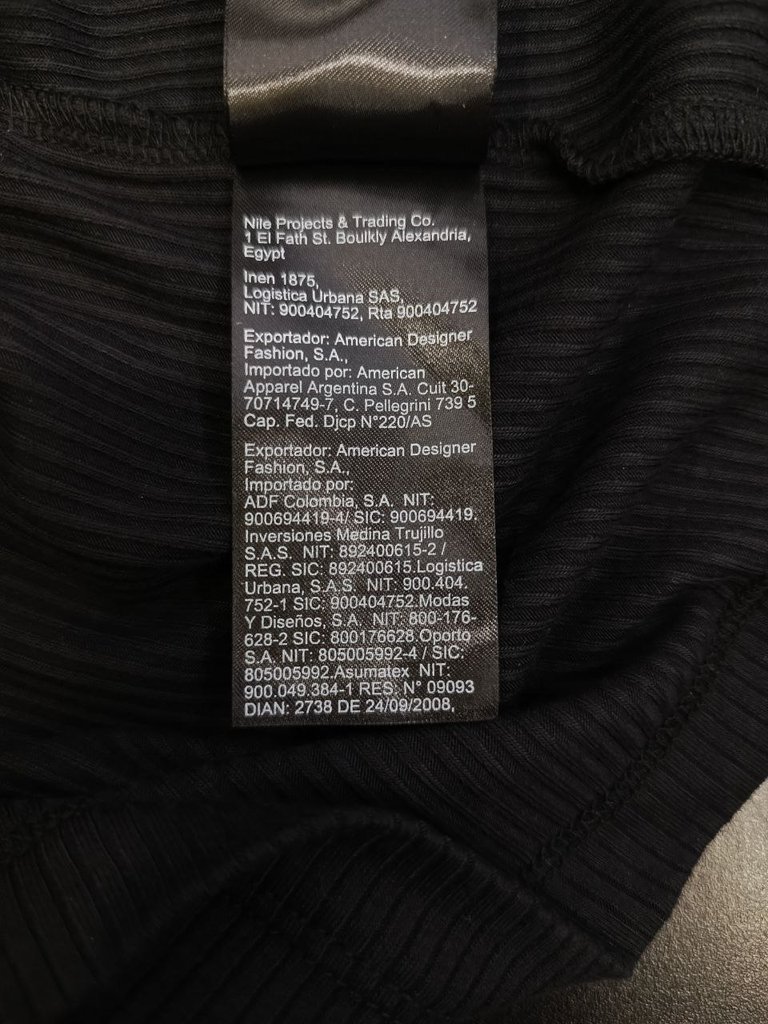 Nile Projects & Trading Co.
1 El Fath St. Boulkly Alexandria,
Egypt
Inen 1875,
Logistica Urbana SAS,
NIT: 900404752, Rta 900404752
Exportador: American Designer
Fashion, S.A.,
Importado por: American
Apparel Argentina S.A. Cuit 30-
70714749-7, C. Pellegrini 739 5
Cap. Fed. Djcp N°220/AS
Exportador: American Designer
Fashion, S.A.,
Importado por:
ADF Colombia, S.A. NIT:
900694419-4/ SIC: 900694419.
Inversiones Medina Trujillo
S.A.S. NIT: 892400615-2 /
REG. SIC: 892400615.Logistica
Urbana, S.A.S. NIT: 900.404.
752-1 SIC: 900404752.Modas
Y Diseños, S.A. NIT: 800-176-
628-2 SIC: 800176628.Oporto
S.A. NIT: 805005992-4 / SIC:
805005992.Asumatex NIT:
900.049.384-1 RES: N° 09093
DIAN: 2738 DE 24/09/2008,